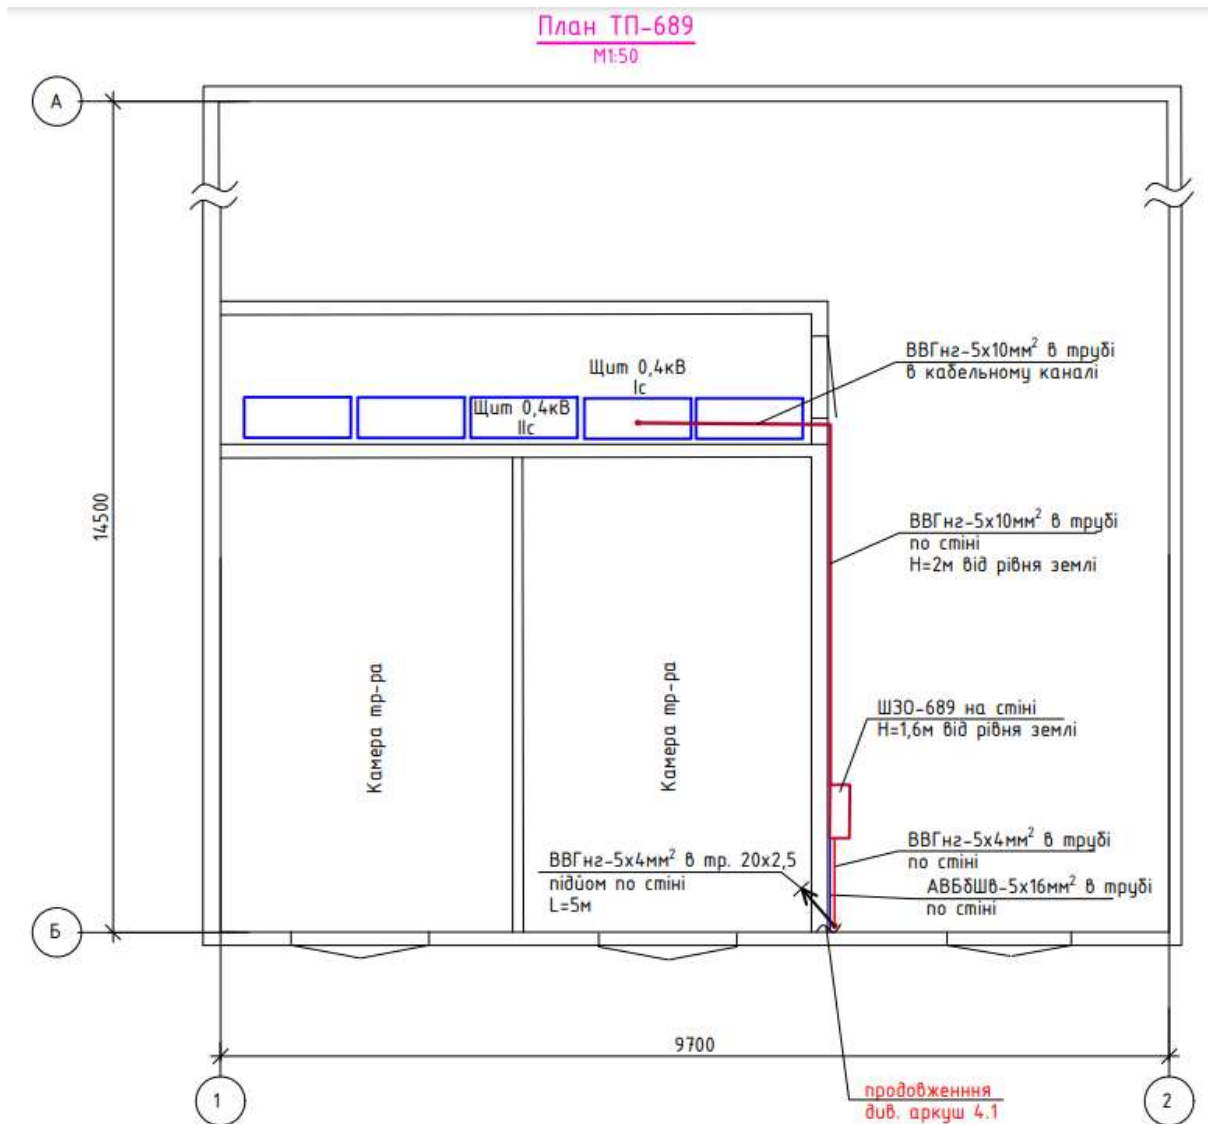 План ТП-689
М1:50
А
ВВГнг-5х10мм² в трубі
в кабельному каналі
Щит 0,4кВ
Іс
Щит 0,4кВ
ІІс
14500
ВВГнг-5х10мм² в трубі
по стіні
Н=2м від рівня землі
Камера тр-ра
Камера тр-ра
ШЗО-689 на стіні
Н=1,6м від рівня землі
ВВГнг-5х4мм² в трубі
по стіні
ВВГнг-5х4мм² в тр. 20х2,5
підйом по стіні
L=5м
АВБбШв-5х16мм² в трубі
по стіні
Б
9700
1
продовженння
див. аркуш 4.1
2